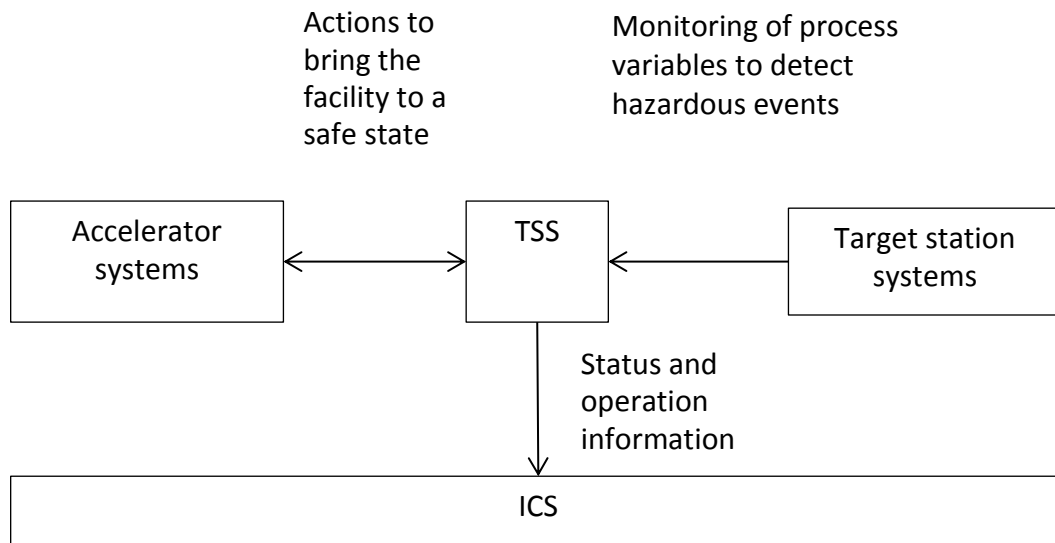 Actions to
bring the
facility to a
safe state
Monitoring of process
variables to detect
hazardous events
Accelerator
systems
TSS
Target station
systems
Status and
operation
information
ICS